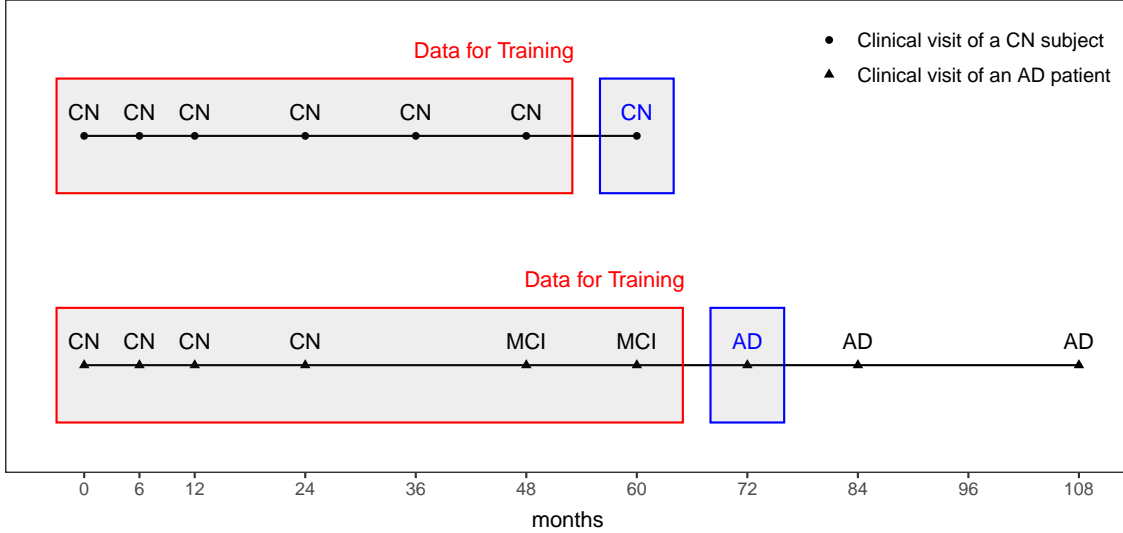 Data for Training
Clinical visit of a CN subject
Clinical visit of an AD patient
CN CN CN CN CN CN CN
Data for Training
CN CN CN CN MCI MCI AD AD AD
0 6 12 24 36 48 60 72 84 96 108
months